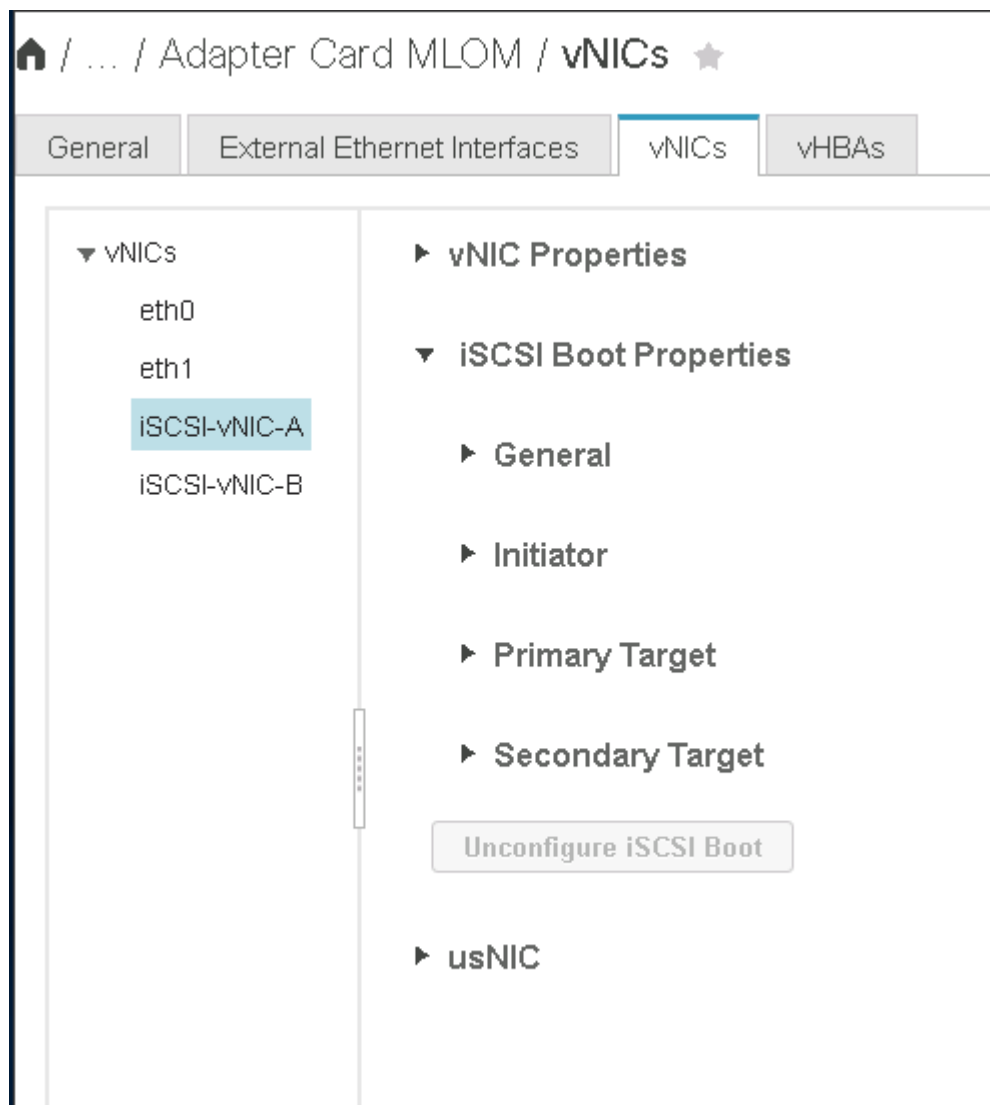 / ... / Adapter Card MLOM / vNICs
General External Ethernet Interfaces vNICs vHBAs
vNICs
eth0
eth1
iSCSI-vNIC-A
iSCSI-vNIC-B
vNIC Properties
iSCSI Boot Properties
General
Initiator
Primary Target
Secondary Target
Unconfigure iSCSI Boot
usNIC